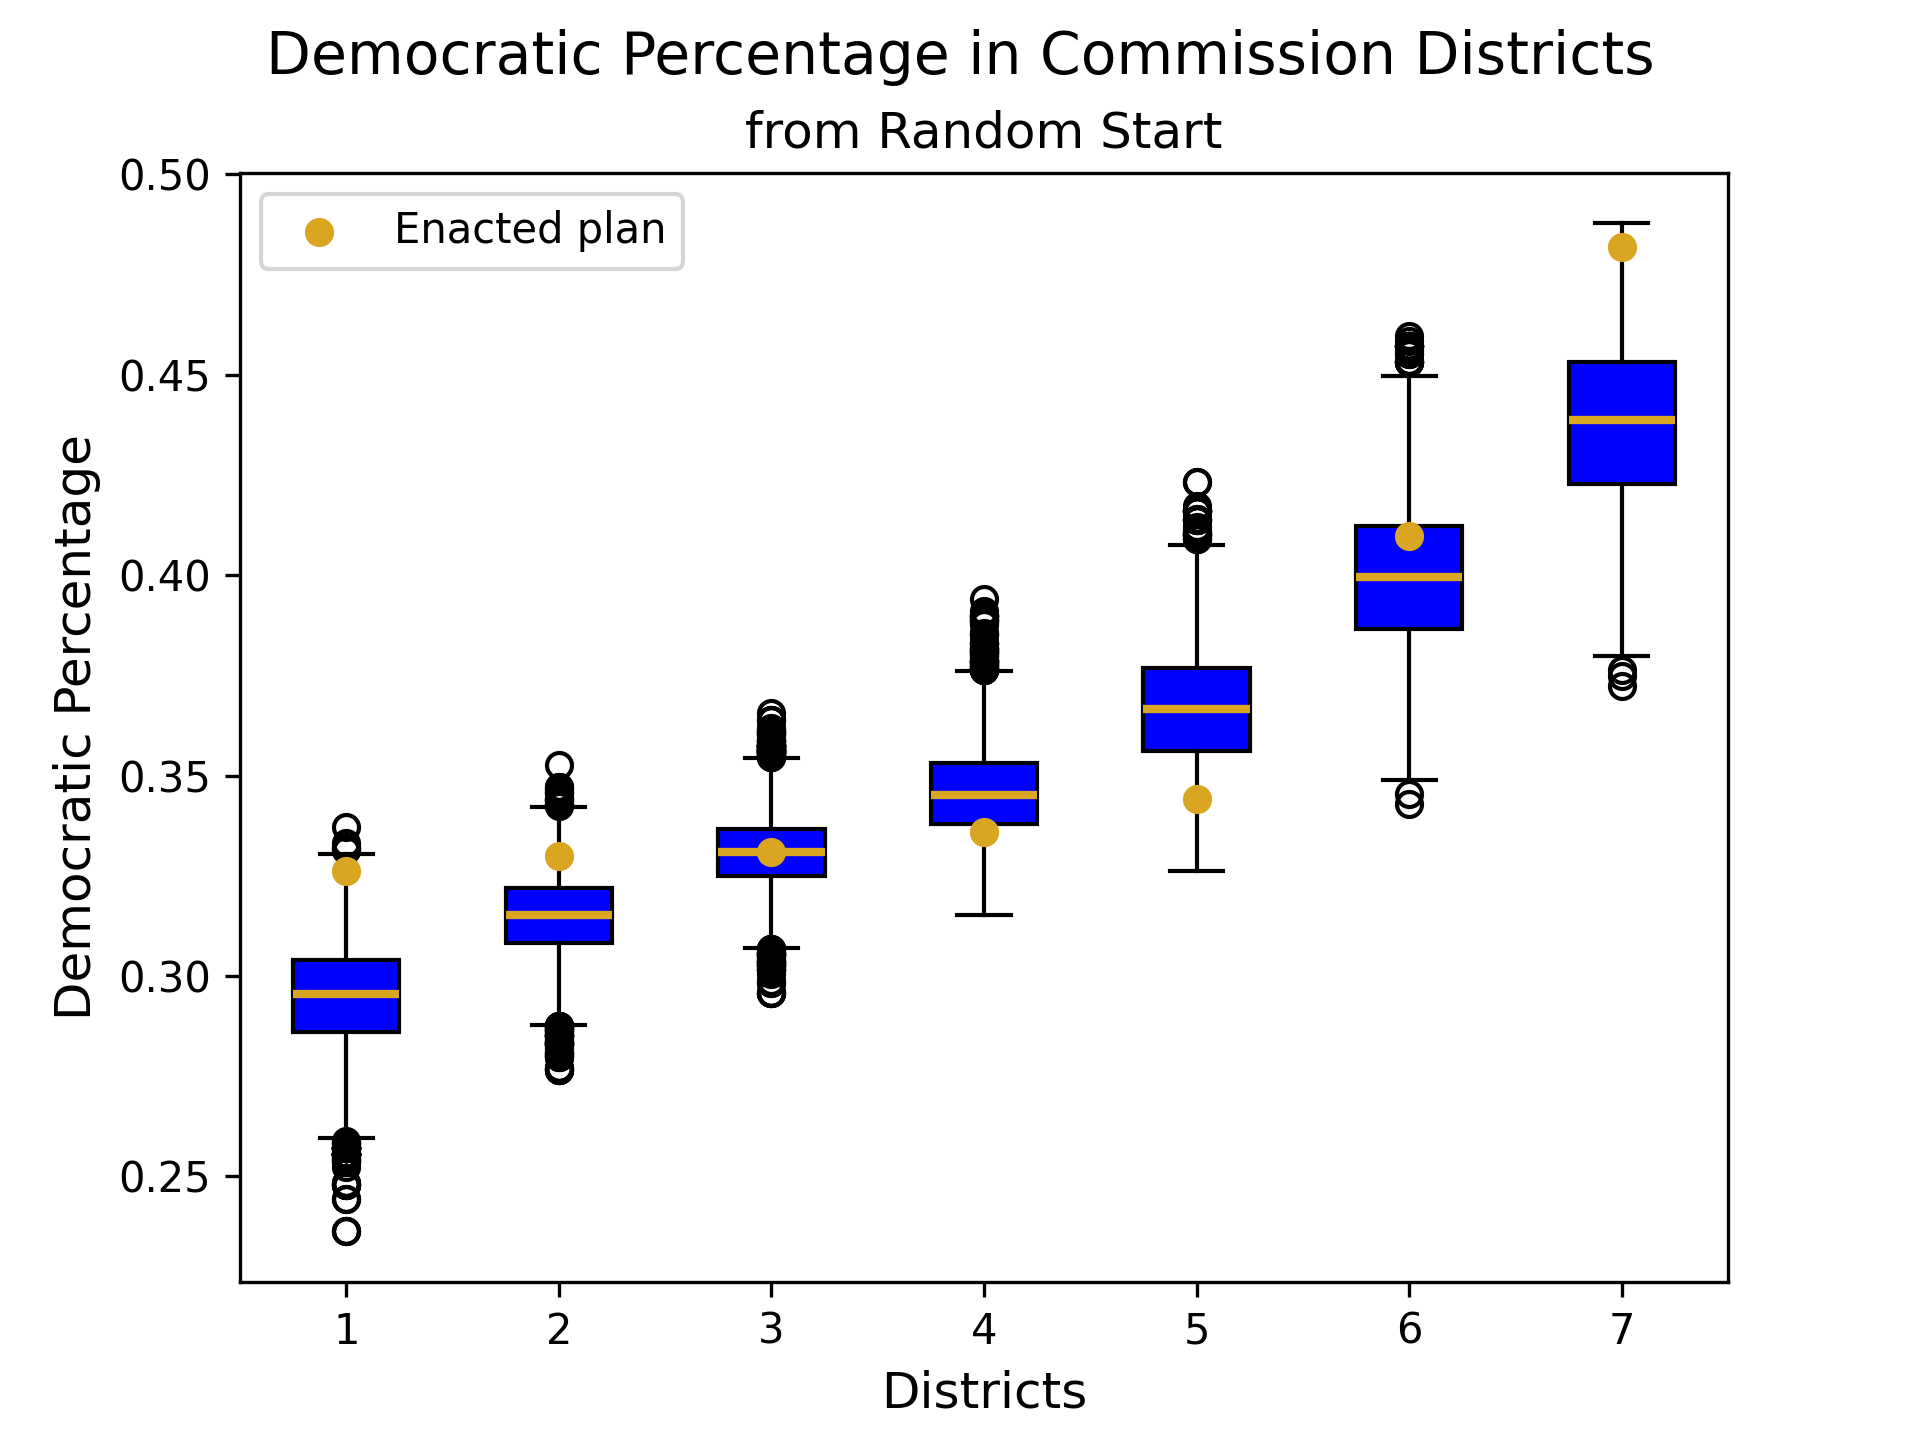 Democratic Percentage in Commission Districts
from Random Start
Enacted plan
0.50
0.45
0.40
0.35
0.30
0.25
Democratic Percentage
1 2 3 4 5 6 7
Districts